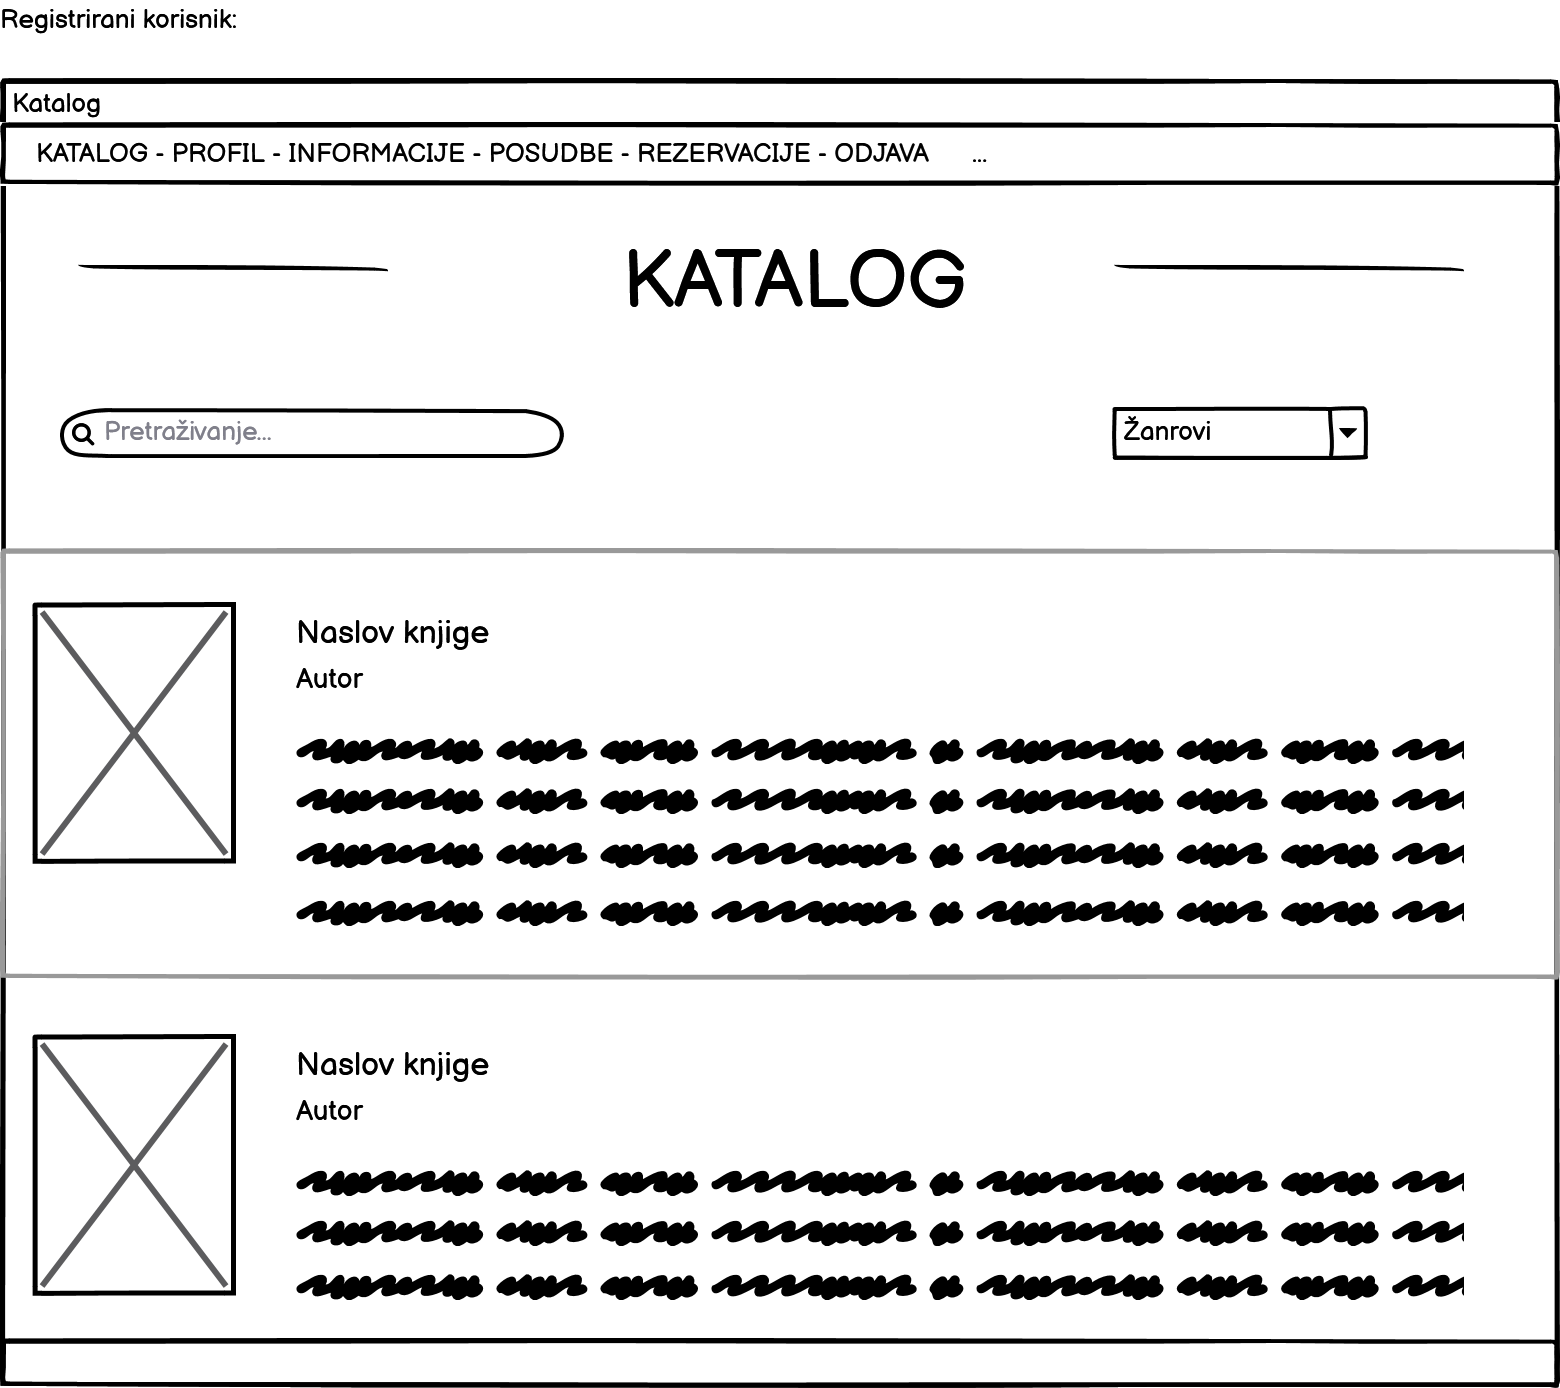 Registrirani korisnik:
Katalog
KATALOG - PROFIL - INFORMACIJE - POSUDBE - REZERVACIJE - ODJAVA ...
KATALOG
Pretraživanje...
Žanrovi
Naslov knjige
Autor
Naslov knjige
Autor